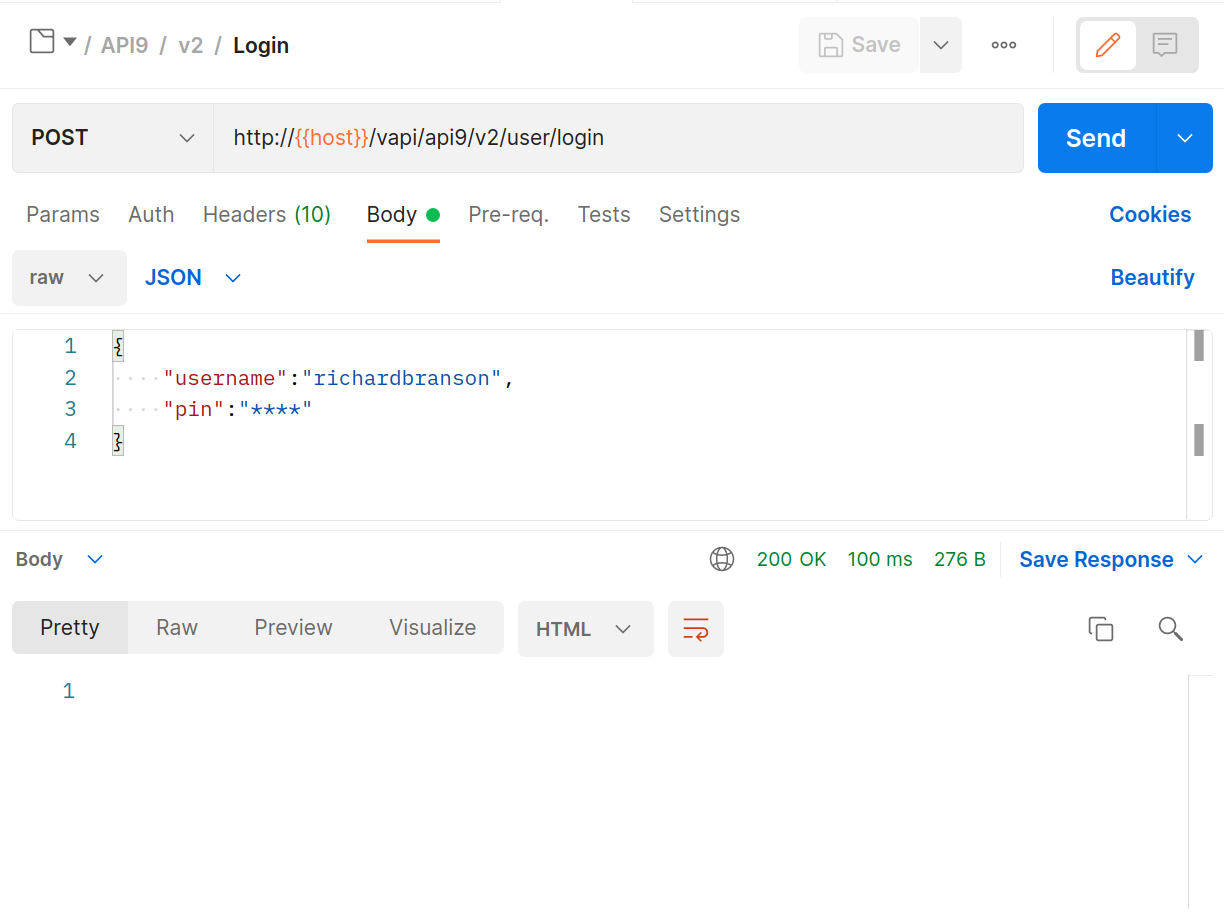 / API9 / v2 / Login
Save
POST
http://{{host}}/vapi/api9/v2/user/login
Send
Params Auth Headers (10) Body Pre-req. Tests Settings Cookies
raw JSON Beautify
1 {
2 "username":"richardbranson",
3 "pin":"****"
4 }
Body 200 OK 100 ms 276 B Save Response
Pretty Raw Preview Visualize HTML
1